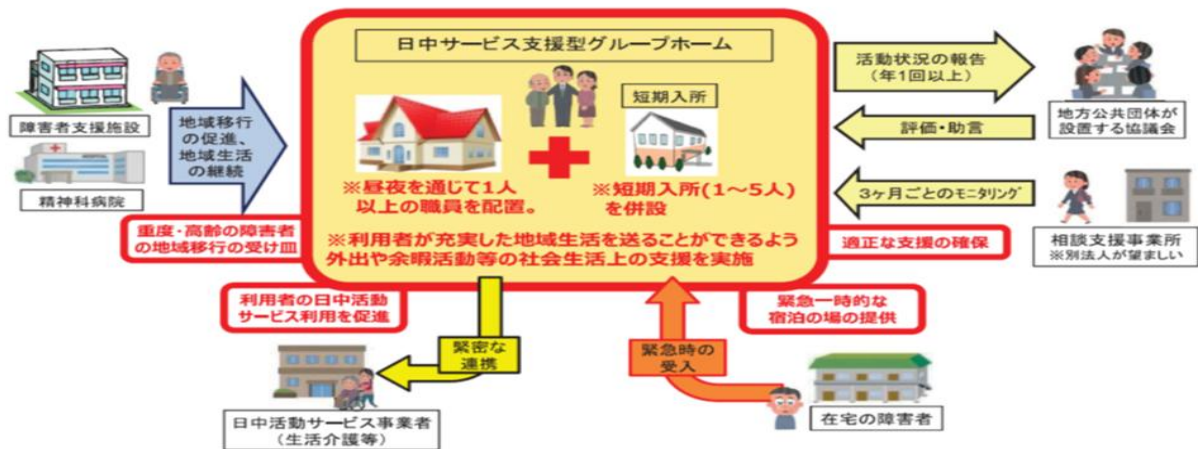 日中サービス支援型グループホーム
短期入所
※昼夜を通じて1人
以上の職員を配置。
※短期入所(1～5人)
を併設
※利用者が充実した地域生活を送ることができるよう
外出や余暇活動等の社会生活上の支援を実施
障害者支援施設
HOSPITAL
精神科病院
地域移行
の促進、
地域生活
の継続
重度・高齢の障害者
の地域移行の受け皿
活動状況の報告
(年1回以上)
評価・助言
地方公共団体が
設置する協議会
3ヶ月ごとのモニタリング
適正な支援の確保
相談支援事業所
※別法人が望ましい
利用者の日中活動
サービス利用を促進
緊密な
連携
日中活動サービス事業者
(生活介護等)
緊急一時的な
宿泊の場の提供
緊急時の
受入
在宅の障害者